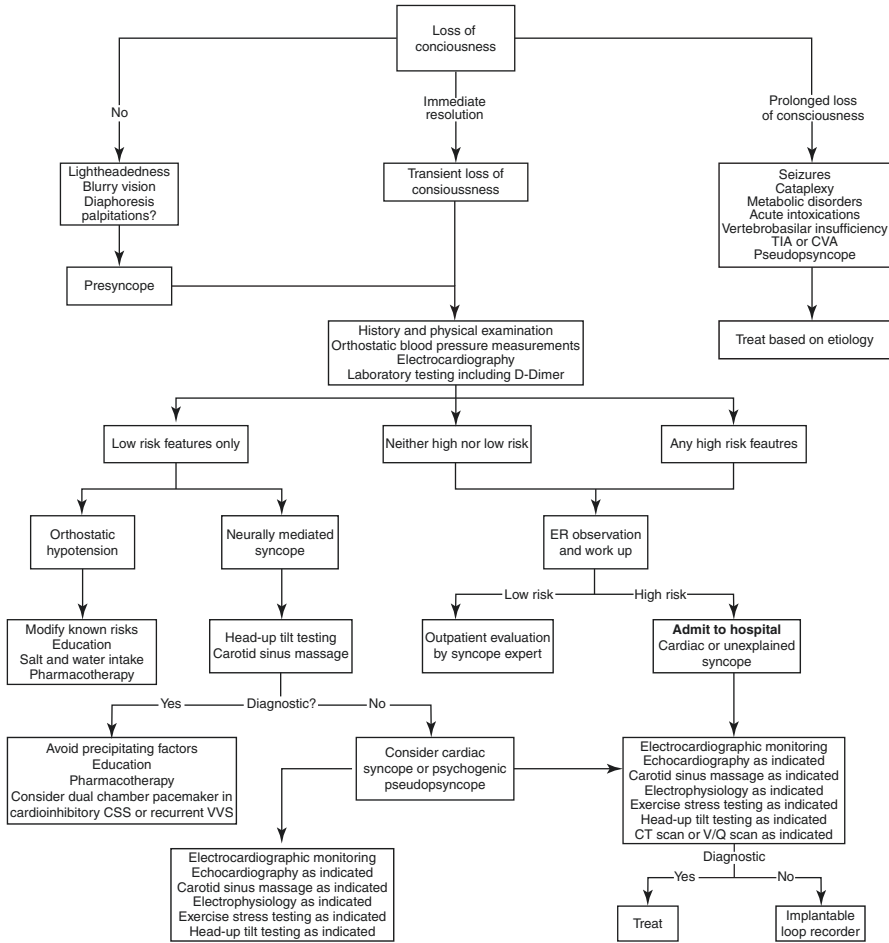 Loss of
conciousness
No
Immediate
resolution
Prolonged loss
of consciousness
Lightheadedness
Blurry vision
Diaphoresis
palpitations?
Transient loss of
consioussness
Seizures
Cataplexy
Metabolic disorders
Acute intoxications
Vertebrobasilar insufficiency
TIA or CVA
Pseudopsyncope
Presyncope
History and physical examination
Orthostatic blood pressure measurements
Electrocardiography
Laboratory testing including D-Dimer
Treat based on etiology
Low risk features only
Neither high nor low risk
Any high risk feautres
Orthostatic
hypotension
Neurally mediated
syncope
ER observation
and work up
Low risk
High risk
Modify known risks
Education
Salt and water intake
Pharmacotherapy
Head-up tilt testing
Carotid sinus massage
Outpatient evaluation
by syncope expert
Admit to hospital
Cardiac or unexplained
syncope
Yes
Diagnostic?
No
Avoid precipitating factors
Education
Pharmacotherapy
Consider dual chamber pacemaker in
cardioinhibitory CSS or recurrent VVS
Consider cardiac
syncope or psychogenic
pseudopsyncope
Electrocardiographic monitoring
Echocardiography as indicated
Carotid sinus massage as indicated
Electrophysiology as indicated
Exercise stress testing as indicated
Head-up tilt testing as indicated
CT scan or V/Q scan as indicated
Electrocardiographic monitoring
Echocardiography as indicated
Carotid sinus massage as indicated
Electrophysiology as indicated
Exercise stress testing as indicated
Head-up tilt testing as indicated
Diagnostic
Yes
No
Treat
Implantable
loop recorder